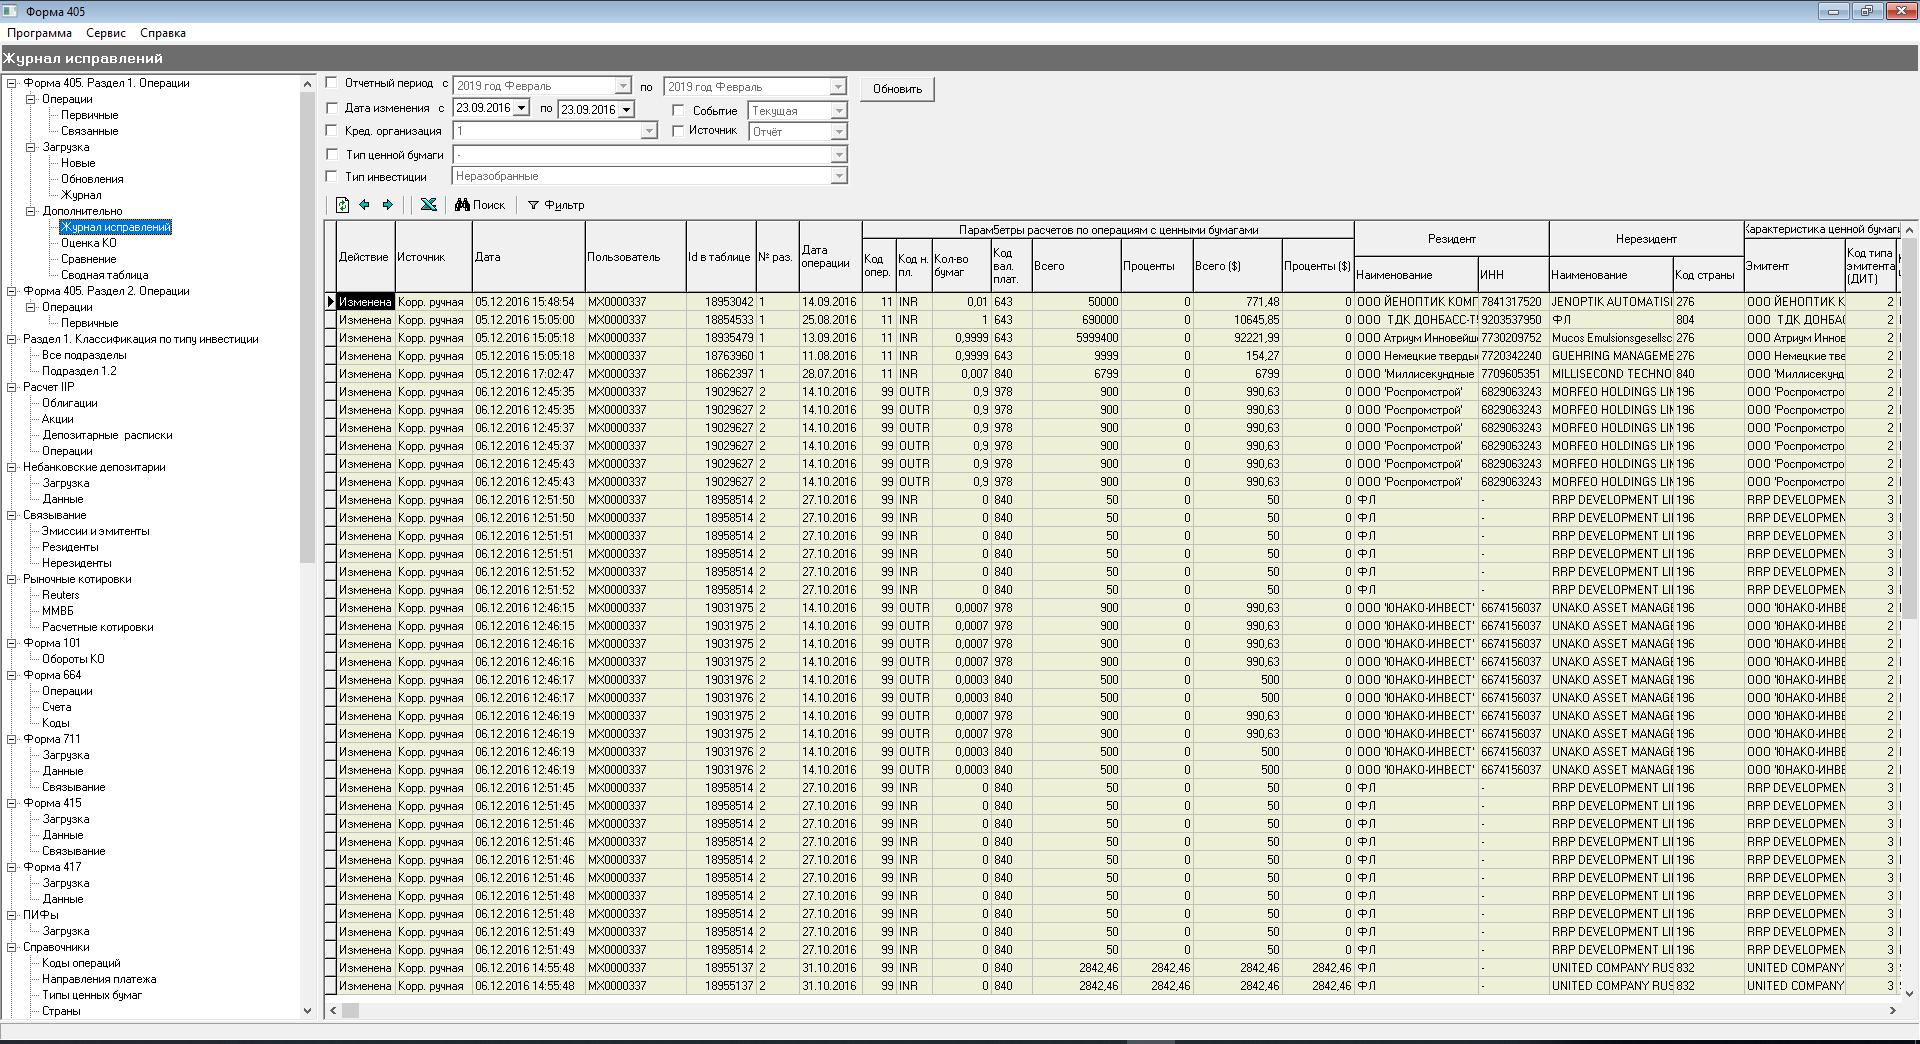 Форма 405
Программа Сервис Справка
Журнал исправлений
Форма 405. Раздел 1. Операции
Операции
Первичные
Связанные
Загрузка
Новые
Обновления
Журнал
Дополнительно
Журнал исправлений
Оценка КО
Сравнение
Сводная таблица
Форма 405. Раздел 2. Операции
Операции
Первичные
Раздел 1. Классификация по типу инвестиции
Все подразделы
Подраздел 1.2
Расчет IIP
Облигации
Акции
Депозитарные расписки
Операции
Небанковские депозитарии
Загрузка
Данные
Связывание
Эмиссии и эмитенты
Резиденты
Нерезиденты
Рыночные котировки
Reuters
ММВБ
Расчетные котировки
Форма 101
Обороты КО
Форма 664
Операции
Счета
Коды
Форма 711
Загрузка
Данные
Связывание
Форма 415
Загрузка
Данные
Связывание
Форма 417
Загрузка
Данные
ПИФы
Загрузка
Справочники
Коды операций
Направления платежа
Типы ценных бумаг
Страны
Отчетный период с 2019 год Февраль по 2019 год Февраль Обновить
Дата изменения с 23.09.2016 по 23.09.2016 Событие Текущая
Кред. организация 1 Источник Отчёт
Тип ценной бумаги -
Тип инвестиции Неразобранные
Поиск Фильтр
Действие Источник Дата Пользователь Id в таблице № раз. Дата операции Парам5етры расчетов по операциям с ценными бумагами Резидент Нерезидент Характеристика ценной бумаги
Код опер. Код н. пл. Кол-во бумаг Код вал. плат. Всего Проценты Всего ($) Проценты ($) Наименование ИНН Наименование Код страны Эмитент Код типа эмитента (ДИТ)
Изменена Корр. ручная 05.12.2016 15:48:54 MX0000337 18953042 1 14.09.2016 11 INR 0,01 643 50000 0 771,48 0 ООО ЙЕНОПТИК КОМП 7841317520 JENOPTIK AUTOMATISI 276 ООО ЙЕНОПТИК К 2
Изменена Корр. ручная 05.12.2016 15:05:00 MX0000337 18854533 1 25.08.2016 11 INR 1 643 690000 0 10645,85 0 ООО ТДК ДОНБАСС-Т 9203537950 ФЛ 804 ООО ТДК ДОНБА 2
Изменена Корр. ручная 05.12.2016 15:05:18 MX0000337 18935479 1 13.09.2016 11 INR 0,9999 643 5999400 0 92221,99 0 ООО Атриум Инновейш 7730209752 Mucos Emulsionsgesellsc 276 ООО Атриум Иннов 2
Изменена Корр. ручная 05.12.2016 15:05:18 MX0000337 18763960 1 11.08.2016 11 INR 0,9999 643 9999 0 154,27 0 ООО Немецкие твердые 7720342240 GUEHRING MANAGEME 276 ООО Немецкие тве 2
Изменена Корр. ручная 05.12.2016 17:02:47 MX0000337 18662397 1 28.07.2016 11 INR 0,007 840 6799 0 6799 0 ООО 'Миллисекундные 7709605351 MILLISECOND TECHNO 840 ООО 'Миллисекунд 2
Изменена Корр. ручная 06.12.2016 12:45:35 MX0000337 19029627 2 14.10.2016 99 OUTR 0,9 978 900 0 990,63 0 ООО 'Роспромстрой' 6829063243 MORFEO HOLDINGS LIM 196 ООО 'Роспромстро 2
Изменена Корр. ручная 06.12.2016 12:45:35 MX0000337 19029627 2 14.10.2016 99 OUTR 0,9 978 900 0 990,63 0 ООО 'Роспромстрой' 6829063243 MORFEO HOLDINGS LIM 196 ООО 'Роспромстро 2
Изменена Корр. ручная 06.12.2016 12:45:37 MX0000337 19029627 2 14.10.2016 99 OUTR 0,9 978 900 0 990,63 0 ООО 'Роспромстрой' 6829063243 MORFEO HOLDINGS LIM 196 ООО 'Роспромстро 2
Изменена Корр. ручная 06.12.2016 12:45:37 MX0000337 19029627 2 14.10.2016 99 OUTR 0,9 978 900 0 990,63 0 ООО 'Роспромстрой' 6829063243 MORFEO HOLDINGS LIM 196 ООО 'Роспромстро 2
Изменена Корр. ручная 06.12.2016 12:45:43 MX0000337 19029627 2 14.10.2016 99 OUTR 0,9 978 900 0 990,63 0 ООО 'Роспромстрой' 6829063243 MORFEO HOLDINGS LIM 196 ООО 'Роспромстро 2
Изменена Корр. ручная 06.12.2016 12:45:43 MX0000337 19029627 2 14.10.2016 99 OUTR 0,9 978 900 0 990,63 0 ООО 'Роспромстрой' 6829063243 MORFEO HOLDINGS LIM 196 ООО 'Роспромстро 2
Изменена Корр. ручная 06.12.2016 12:51:50 MX0000337 18958514 2 27.10.2016 99 INR 0 840 50 0 50 0 ФЛ - RRP DEVELOPMENT LII 196 RRP DEVELOPMEN 3
Изменена Корр. ручная 06.12.2016 12:51:50 MX0000337 18958514 2 27.10.2016 99 INR 0 840 50 0 50 0 ФЛ - RRP DEVELOPMENT LII 196 RRP DEVELOPMEN 3
Изменена Корр. ручная 06.12.2016 12:51:51 MX0000337 18958514 2 27.10.2016 99 INR 0 840 50 0 50 0 ФЛ - RRP DEVELOPMENT LII 196 RRP DEVELOPMEN 3
Изменена Корр. ручная 06.12.2016 12:51:51 MX0000337 18958514 2 27.10.2016 99 INR 0 840 50 0 50 0 ФЛ - RRP DEVELOPMENT LII 196 RRP DEVELOPMEN 3
Изменена Корр. ручная 06.12.2016 12:51:52 MX0000337 18958514 2 27.10.2016 99 INR 0 840 50 0 50 0 ФЛ - RRP DEVELOPMENT LII 196 RRP DEVELOPMEN 3
Изменена Корр. ручная 06.12.2016 12:51:52 MX0000337 18958514 2 27.10.2016 99 INR 0 840 50 0 50 0 ФЛ - RRP DEVELOPMENT LII 196 RRP DEVELOPMEN 3
Изменена Корр. ручная 06.12.2016 12:46:15 MX0000337 19031975 2 14.10.2016 99 OUTR 0,0007 978 900 0 990,63 0 ООО 'ЮНАКО-ИНВЕСТ' 6674156037 UNAKO ASSET MANAGE 196 ООО 'ЮНАКО-ИНВЕ 2
Изменена Корр. ручная 06.12.2016 12:46:15 MX0000337 19031975 2 14.10.2016 99 OUTR 0,0007 978 900 0 990,63 0 ООО 'ЮНАКО-ИНВЕСТ' 6674156037 UNAKO ASSET MANAGE 196 ООО 'ЮНАКО-ИНВЕ 2
Изменена Корр. ручная 06.12.2016 12:46:16 MX0000337 19031975 2 14.10.2016 99 OUTR 0,0007 978 900 0 990,63 0 ООО 'ЮНАКО-ИНВЕСТ' 6674156037 UNAKO ASSET MANAGE 196 ООО 'ЮНАКО-ИНВЕ 2
Изменена Корр. ручная 06.12.2016 12:46:16 MX0000337 19031975 2 14.10.2016 99 OUTR 0,0007 978 900 0 990,63 0 ООО 'ЮНАКО-ИНВЕСТ' 6674156037 UNAKO ASSET MANAGE 196 ООО 'ЮНАКО-ИНВЕ 2
Изменена Корр. ручная 06.12.2016 12:46:17 MX0000337 19031976 2 14.10.2016 99 OUTR 0,0003 840 500 0 500 0 ООО 'ЮНАКО-ИНВЕСТ' 6674156037 UNAKO ASSET MANAGE 196 ООО 'ЮНАКО-ИНВЕ 2
Изменена Корр. ручная 06.12.2016 12:46:17 MX0000337 19031976 2 14.10.2016 99 OUTR 0,0003 840 500 0 500 0 ООО 'ЮНАКО-ИНВЕСТ' 6674156037 UNAKO ASSET MANAGE 196 ООО 'ЮНАКО-ИНВЕ 2
Изменена Корр. ручная 06.12.2016 12:46:19 MX0000337 19031975 2 14.10.2016 99 OUTR 0,0007 978 900 0 990,63 0 ООО 'ЮНАКО-ИНВЕСТ' 6674156037 UNAKO ASSET MANAGE 196 ООО 'ЮНАКО-ИНВЕ 2
Изменена Корр. ручная 06.12.2016 12:46:19 MX0000337 19031975 2 14.10.2016 99 OUTR 0,0007 978 900 0 990,63 0 ООО 'ЮНАКО-ИНВЕСТ' 6674156037 UNAKO ASSET MANAGE 196 ООО 'ЮНАКО-ИНВЕ 2
Изменена Корр. ручная 06.12.2016 12:46:19 MX0000337 19031976 2 14.10.2016 99 OUTR 0,0003 840 500 0 500 0 ООО 'ЮНАКО-ИНВЕСТ' 6674156037 UNAKO ASSET MANAGE 196 ООО 'ЮНАКО-ИНВЕ 2
Изменена Корр. ручная 06.12.2016 12:46:19 MX0000337 19031976 2 14.10.2016 99 OUTR 0,0003 840 500 0 500 0 ООО 'ЮНАКО-ИНВЕСТ' 6674156037 UNAKO ASSET MANAGE 196 ООО 'ЮНАКО-ИНВЕ 2
Изменена Корр. ручная 06.12.2016 12:51:45 MX0000337 18958514 2 27.10.2016 99 INR 0 840 50 0 50 0 ФЛ - RRP DEVELOPMENT LII 196 RRP DEVELOPMEN 3
Изменена Корр. ручная 06.12.2016 12:51:45 MX0000337 18958514 2 27.10.2016 99 INR 0 840 50 0 50 0 ФЛ - RRP DEVELOPMENT LII 196 RRP DEVELOPMEN 3
Изменена Корр. ручная 06.12.2016 12:51:46 MX0000337 18958514 2 27.10.2016 99 INR 0 840 50 0 50 0 ФЛ - RRP DEVELOPMENT LII 196 RRP DEVELOPMEN 3
Изменена Корр. ручная 06.12.2016 12:51:46 MX0000337 18958514 2 27.10.2016 99 INR 0 840 50 0 50 0 ФЛ - RRP DEVELOPMENT LII 196 RRP DEVELOPMEN 3
Изменена Корр. ручная 06.12.2016 12:51:46 MX0000337 18958514 2 27.10.2016 99 INR 0 840 50 0 50 0 ФЛ - RRP DEVELOPMENT LII 196 RRP DEVELOPMEN 3
Изменена Корр. ручная 06.12.2016 12:51:46 MX0000337 18958514 2 27.10.2016 99 INR 0 840 50 0 50 0 ФЛ - RRP DEVELOPMENT LII 196 RRP DEVELOPMEN 3
Изменена Корр. ручная 06.12.2016 12:51:48 MX0000337 18958514 2 27.10.2016 99 INR 0 840 50 0 50 0 ФЛ - RRP DEVELOPMENT LII 196 RRP DEVELOPMEN 3
Изменена Корр. ручная 06.12.2016 12:51:48 MX0000337 18958514 2 27.10.2016 99 INR 0 840 50 0 50 0 ФЛ - RRP DEVELOPMENT LII 196 RRP DEVELOPMEN 3
Изменена Корр. ручная 06.12.2016 12:51:49 MX0000337 18958514 2 27.10.2016 99 INR 0 840 50 0 50 0 ФЛ - RRP DEVELOPMENT LII 196 RRP DEVELOPMEN 3
Изменена Корр. ручная 06.12.2016 12:51:49 MX0000337 18958514 2 27.10.2016 99 INR 0 840 50 0 50 0 ФЛ - RRP DEVELOPMENT LII 196 RRP DEVELOPMEN 3
Изменена Корр. ручная 06.12.2016 14:55:48 MX0000337 18955137 2 31.10.2016 99 INR 0 840 2842,46 2842,46 2842,46 2842,46 ФЛ - UNITED COMPANY RUS 832 UNITED COMPANY 3
Изменена Корр. ручная 06.12.2016 14:55:48 MX0000337 18955137 2 31.10.2016 99 INR 0 840 2842,46 2842,46 2842,46 2842,46 ФЛ - UNITED COMPANY RUS 832 UNITED COMPANY 3